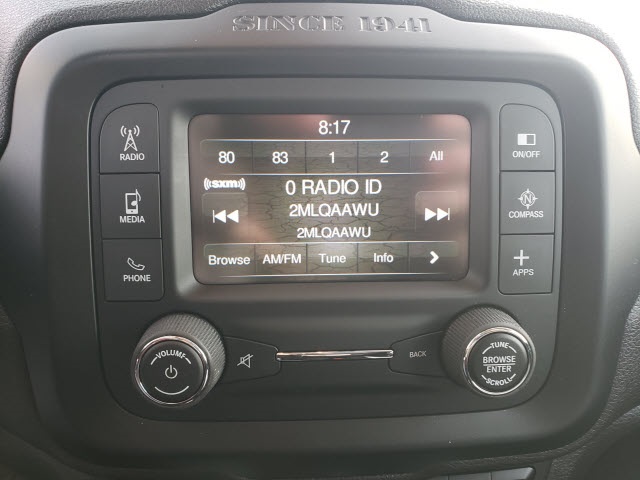 SINCE 1941
8:17
80 83 1 2 All
((sxm))
0 RADIO ID
2MLQAAWU
2MLQAAWU
Browse AM/FM Tune Info >
RADIO
MEDIA
PHONE
ON/OFF
N
COMPASS
APPS
VOLUME
BACK
TUNE
BROWSE
ENTER
SCROLL